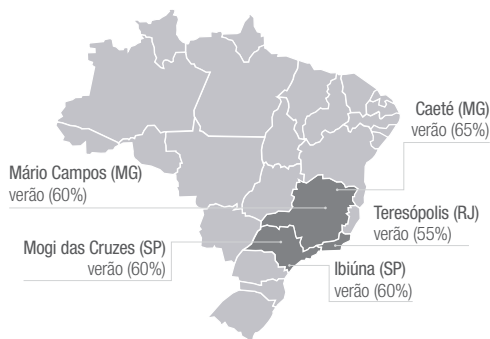 Caeté (MG)
verão (65%)
Mário Campos (MG)
verão (60%)
Teresópolis (RJ)
verão (55%)
Mogi das Cruzes (SP)
verão (60%)
Ibiúna (SP)
verão (60%)